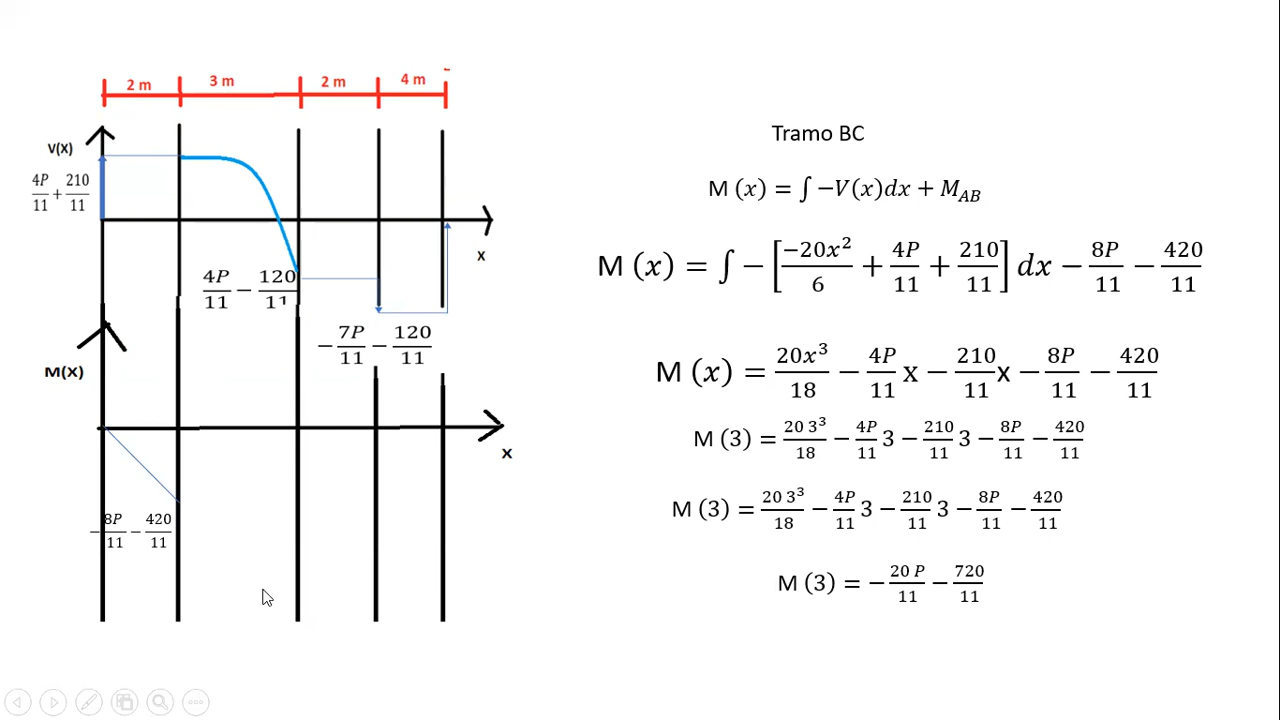 2 m 3 m 2 m 4 m
V(X)
4P/11 + 210/11
X
4P/11 − 120/11
− 7P/11 − 120/11
M(X)
X
− 8P/11 − 420/11
Tramo BC
M (x) = ∫ −V(x)dx + M_AB
M (x) = ∫ − [−20x²/6 + 4P/11 + 210/11] dx − 8P/11 − 420/11
M (x) = 20x³/18 − 4P/11 x − 210/11 x − 8P/11 − 420/11
M (3) = 20 3³/18 − 4P/11 3 − 210/11 3 − 8P/11 − 420/11
M (3) = 20 3³/18 − 4P/11 3 − 210/11 3 − 8P/11 − 420/11
M (3) = − 20 P/11 − 720/11